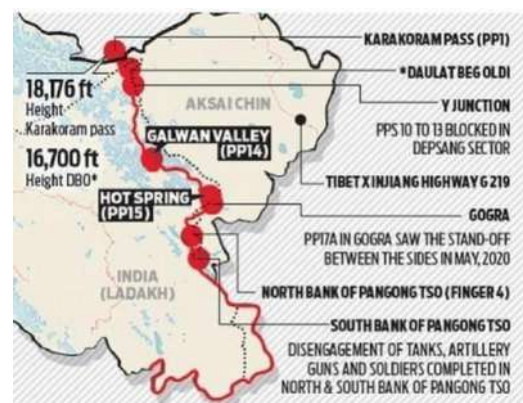 KARAKORAM PASS (PP1)
*DAULAT BEG OLDI
18,176 ft
Height
Karakoram pass
Y JUNCTION
AKSAI CHIN
PPS 10 TO 13 BLOCKED IN
DEPSANG SECTOR
GALWAN VALLEY
(PP14)
16,700 ft
Height DBO*
TIBET XINJIANG HIGHWAY G 219
HOT SPRING
(PP15)
GOGRA
PP17A IN GOGRA SAW THE STAND-OFF
BETWEEN THE SIDES IN MAY, 2020
INDIA
(LADAKH)
NORTH BANK OF PANGONG TSO (FINGER 4)
SOUTH BANK OF PANGONG TSO
DISENGAGEMENT OF TANKS, ARTILLERY
GUNS AND SOLDIERS COMPLETED IN
NORTH & SOUTH BANK OF PANGONG TSO